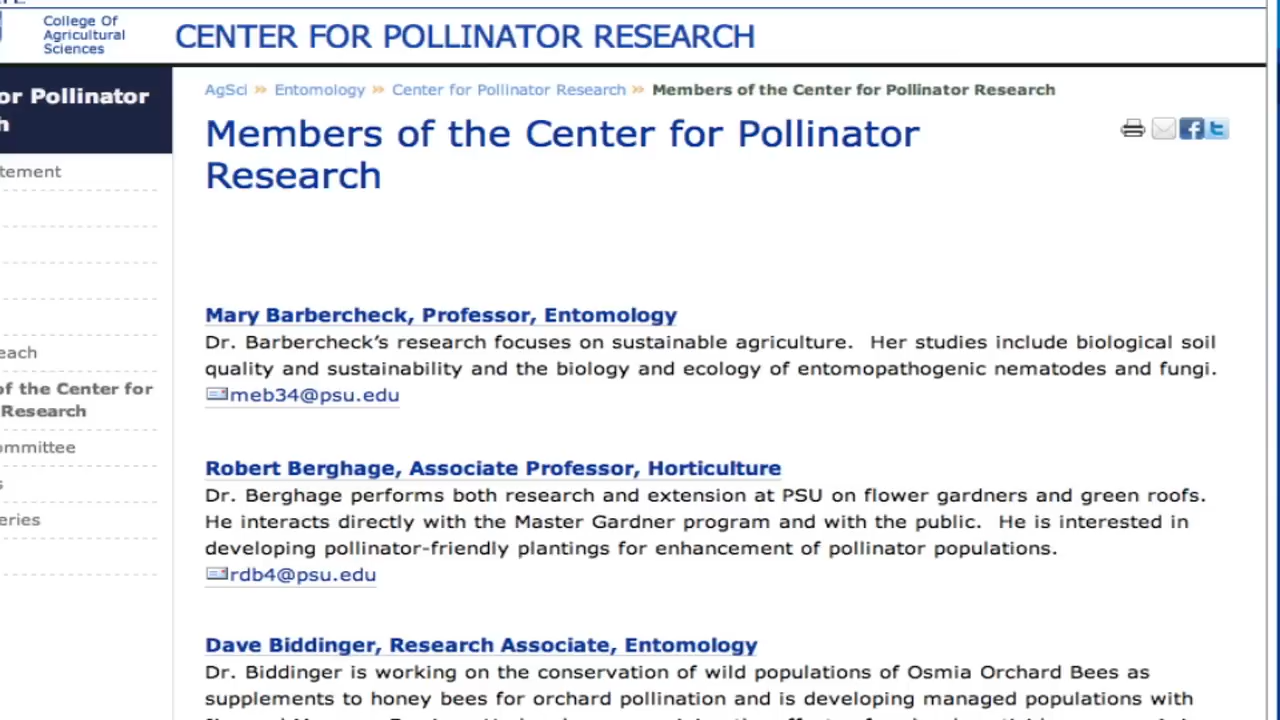 College Of
Agricultural
Sciences
CENTER FOR POLLINATOR RESEARCH
or Pollinator
h
AgSci » Entomology » Center for Pollinator Research » Members of the Center for Pollinator Research
Members of the Center for Pollinator
Research
tement
each
of the Center for
Research
ommittee
s
eries
Mary Barbercheck, Professor, Entomology
Dr. Barbercheck’s research focuses on sustainable agriculture. Her studies include biological soil
quality and sustainability and the biology and ecology of entomopathogenic nematodes and fungi.
meb34@psu.edu
Robert Berghage, Associate Professor, Horticulture
Dr. Berghage performs both research and extension at PSU on flower gardners and green roofs.
He interacts directly with the Master Gardner program and with the public. He is interested in
developing pollinator-friendly plantings for enhancement of pollinator populations.
rdb4@psu.edu
Dave Biddinger, Research Associate, Entomology
Dr. Biddinger is working on the conservation of wild populations of Osmia Orchard Bees as
supplements to honey bees for orchard pollination and is developing managed populations with